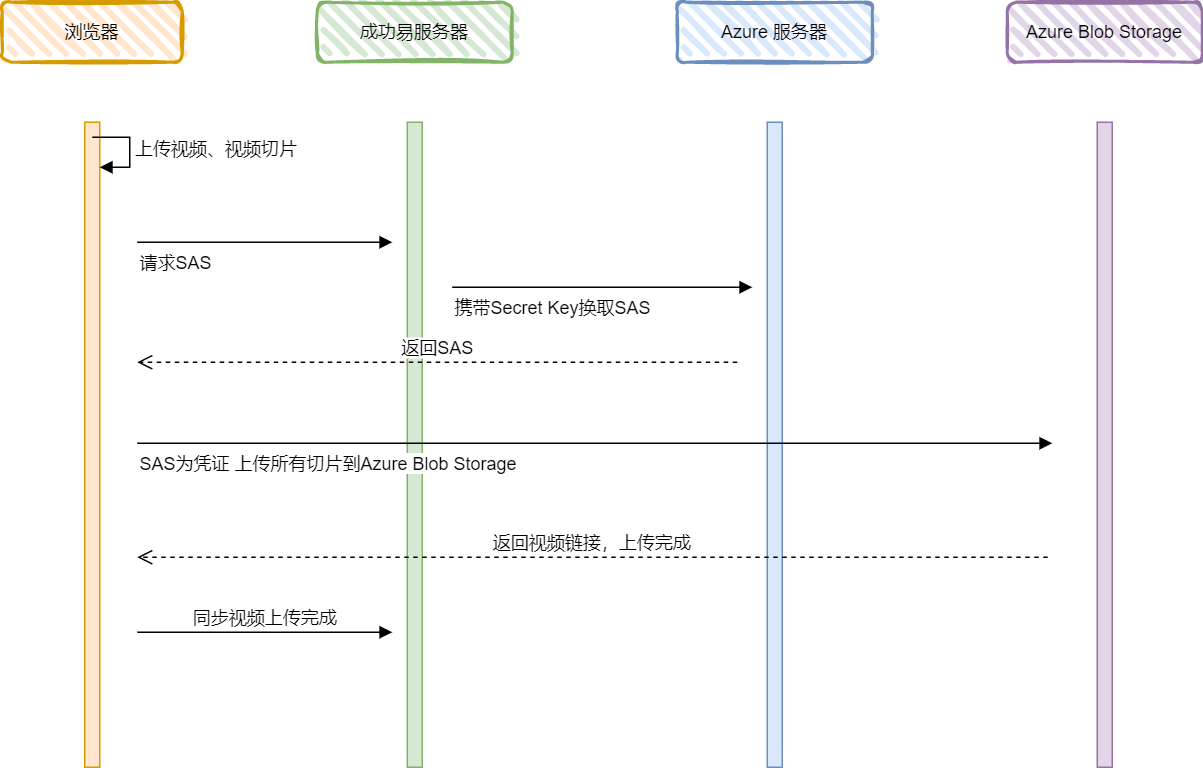 浏览器
成功易服务器
Azure 服务器
Azure Blob Storage
上传视频、视频切片
请求SAS
携带Secret Key换取SAS
返回SAS
SAS为凭证 上传所有切片到Azure Blob Storage
返回视频链接，上传完成
同步视频上传完成